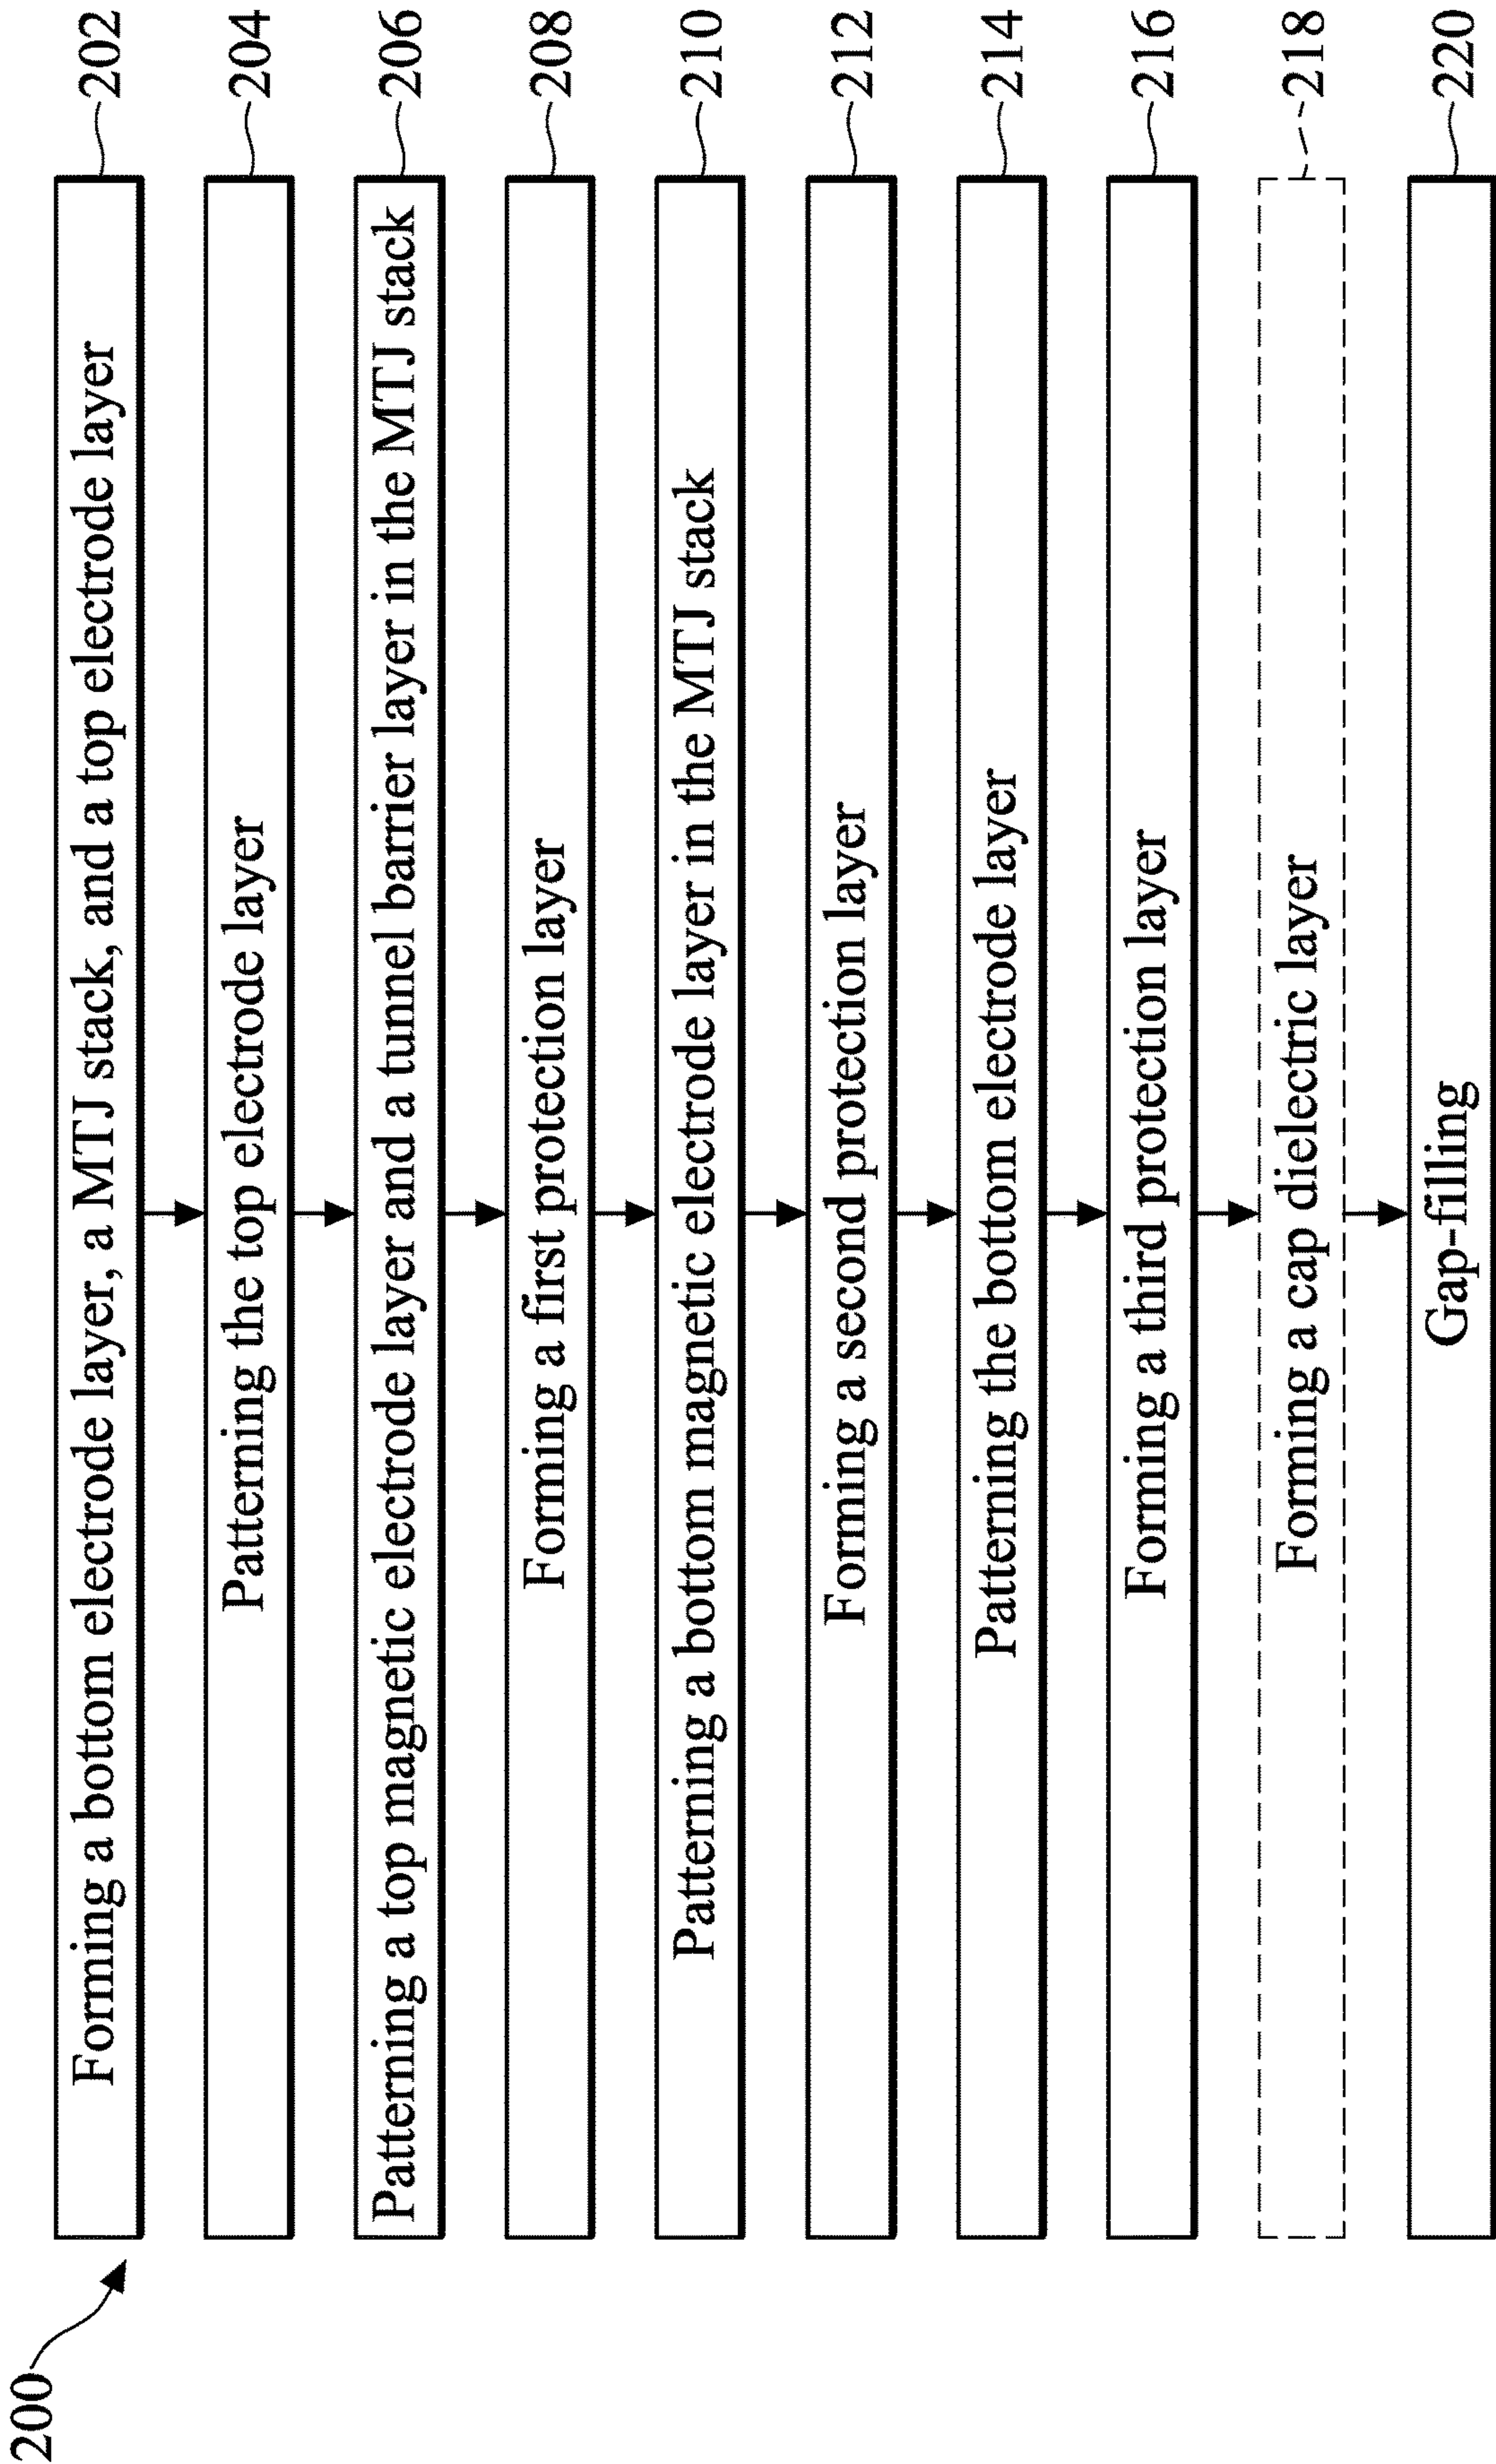 200
Forming a bottom electrode layer, a MTJ stack, and a top electrode layer
202
Patterning the top electrode layer
204
Patterning a top magnetic electrode layer and a tunnel barrier layer in the MTJ stack
206
Forming a first protection layer
208
Patterning a bottom magnetic electrode layer in the MTJ stack
210
Forming a second protection layer
212
Patterning the bottom electrode layer
214
Forming a third protection layer
216
Forming a cap dielectric layer
218
Gap-filling
220